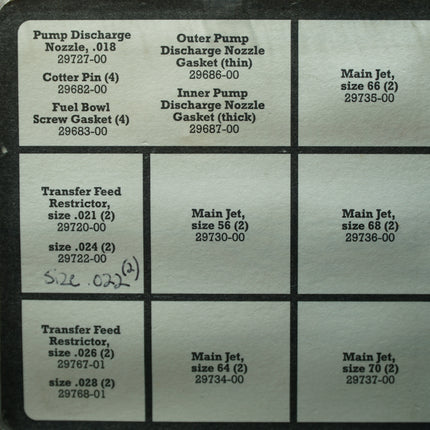 Pump Discharge
Nozzle, .018
29727-00
Cotter Pin (4)
29682-00
Fuel Bowl
Screw Gasket (4)
29683-00
Outer Pump
Discharge Nozzle
Gasket (thin)
29686-00
Inner Pump
Discharge Nozzle
Gasket (thick)
29687-00
Main Jet,
size 66 (2)
29735-00
Transfer Feed
Restrictor,
size .021 (2)
29720-00
size .024 (2)
29722-00
size .022 (2)
Main Jet,
size 56 (2)
29730-00
Main Jet,
size 68 (2)
29736-00
Transfer Feed
Restrictor,
size .026 (2)
29767-01
size .028 (2)
29768-01
Main Jet,
size 64 (2)
29734-00
Main Jet,
size 70 (2)
29737-00